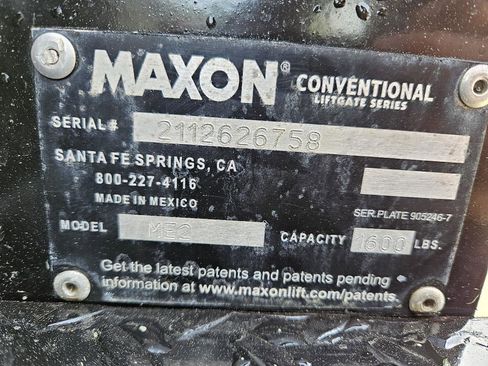 MAXON® CONVENTIONAL
LIFTGATE SERIES
SERIAL # 2112626758
SANTA FE SPRINGS, CA
800-227-4116
MADE IN MEXICO
SER.PLATE 905246-7
MODEL ME2 CAPACITY 1600 LBS.
Get the latest patents and patents pending
information at www.maxonlift.com/patents.